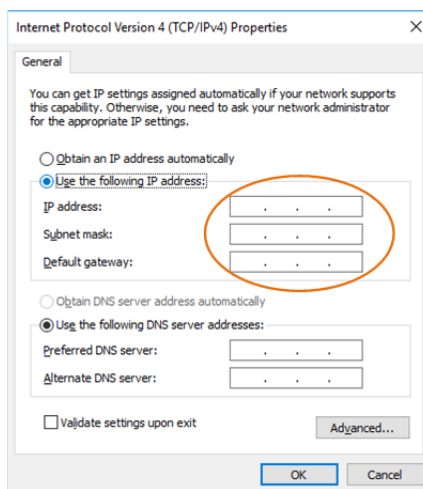 Internet Protocol Version 4 (TCP/IPv4) Properties
General
You can get IP settings assigned automatically if your network supports
this capability. Otherwise, you need to ask your network administrator
for the appropriate IP settings.
Obtain an IP address automatically
Use the following IP address:
IP address:
Subnet mask:
Default gateway:
Obtain DNS server address automatically
Use the following DNS server addresses:
Preferred DNS server:
Alternate DNS server:
Validate settings upon exit
Advanced...
OK Cancel